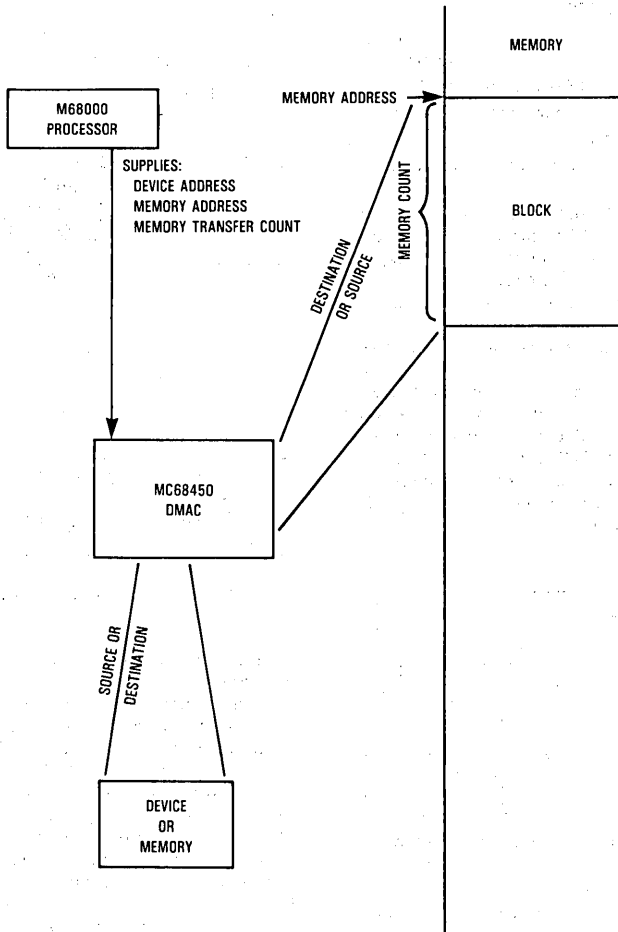 MEMORY
MEMORY ADDRESS
M68000
PROCESSOR
SUPPLIES:
DEVICE ADDRESS
MEMORY ADDRESS
MEMORY TRANSFER COUNT
MEMORY COUNT
BLOCK
DESTINATION
OR SOURCE
MC68450
DMAC
SOURCE OR
DESTINATION
DEVICE
OR
MEMORY